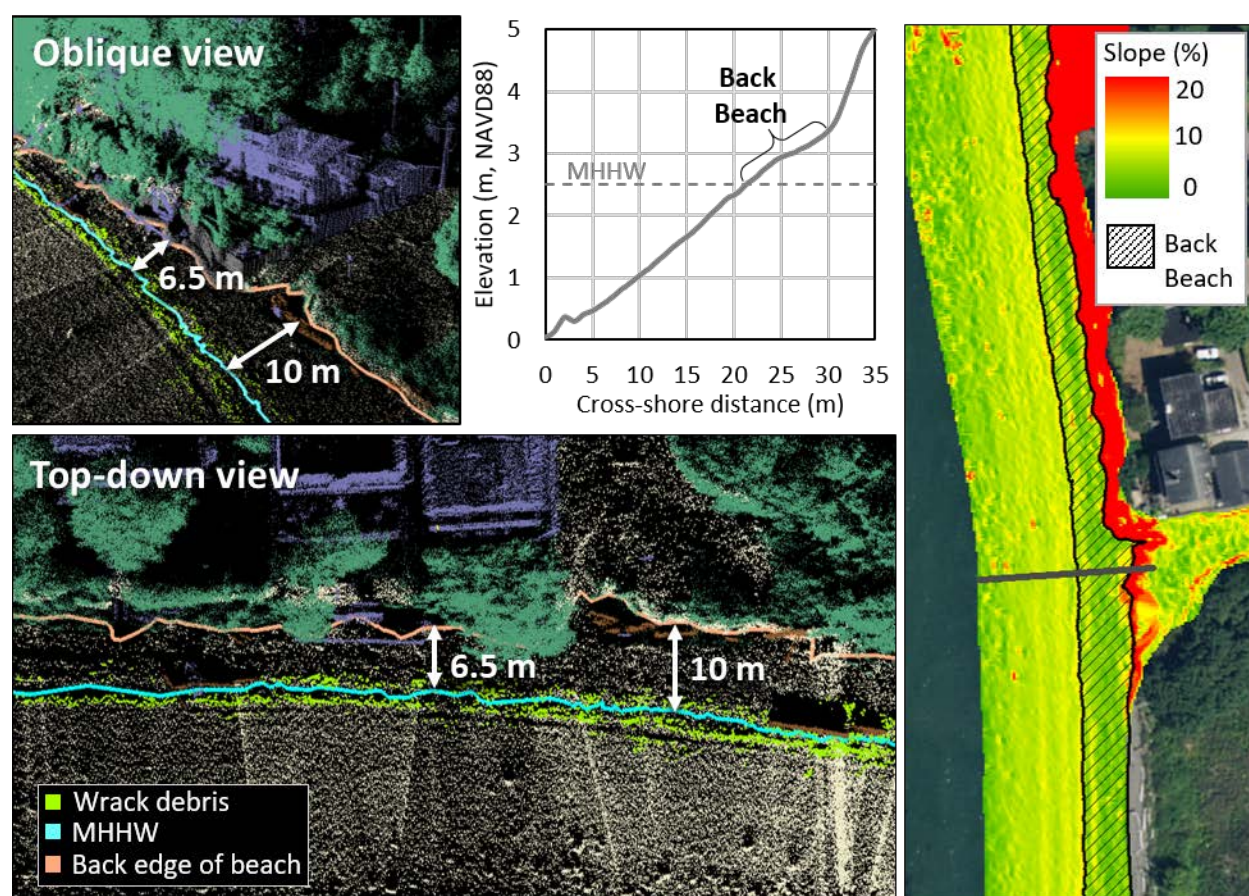 Oblique view
6.5 m
10 m
Elevation (m, NAVD88)
5
4
3
2
1
0
Back
Beach
MHHW
0 5 10 15 20 25 30 35
Cross-shore distance (m)
Slope (%)
20
10
0
Back
Beach
Top-down view
6.5 m
10 m
Wrack debris
MHHW
Back edge of beach